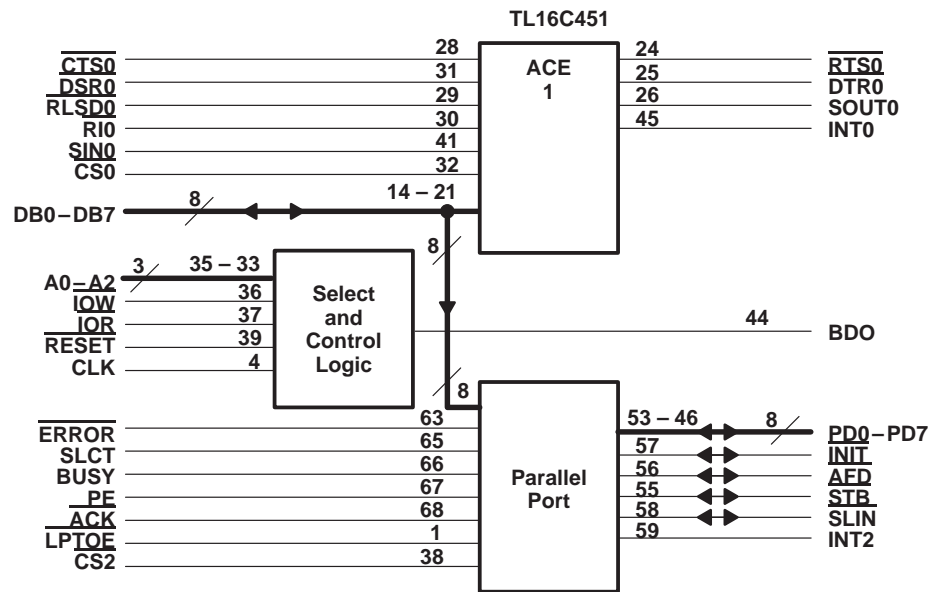 TL16C451
CTS0 28
DSR0 31
RLSD0 29
RI0 30
SIN0 41
CS0 32
ACE
1
24 RTS0
25 DTR0
26 SOUT0
45 INT0
DB0–DB7 8 14 – 21
8
A0–A2 3 35 – 33
IOW 36
IOR 37
RESET 39
CLK 4
Select
and
Control
Logic
44 BDO
8
ERROR 63
SLCT 65
BUSY 66
PE 67
ACK 68
LPTOE 1
CS2 38
Parallel
Port
53 – 46 8 PD0–PD7
57 INIT
56 AFD
55 STB
58 SLIN
59 INT2